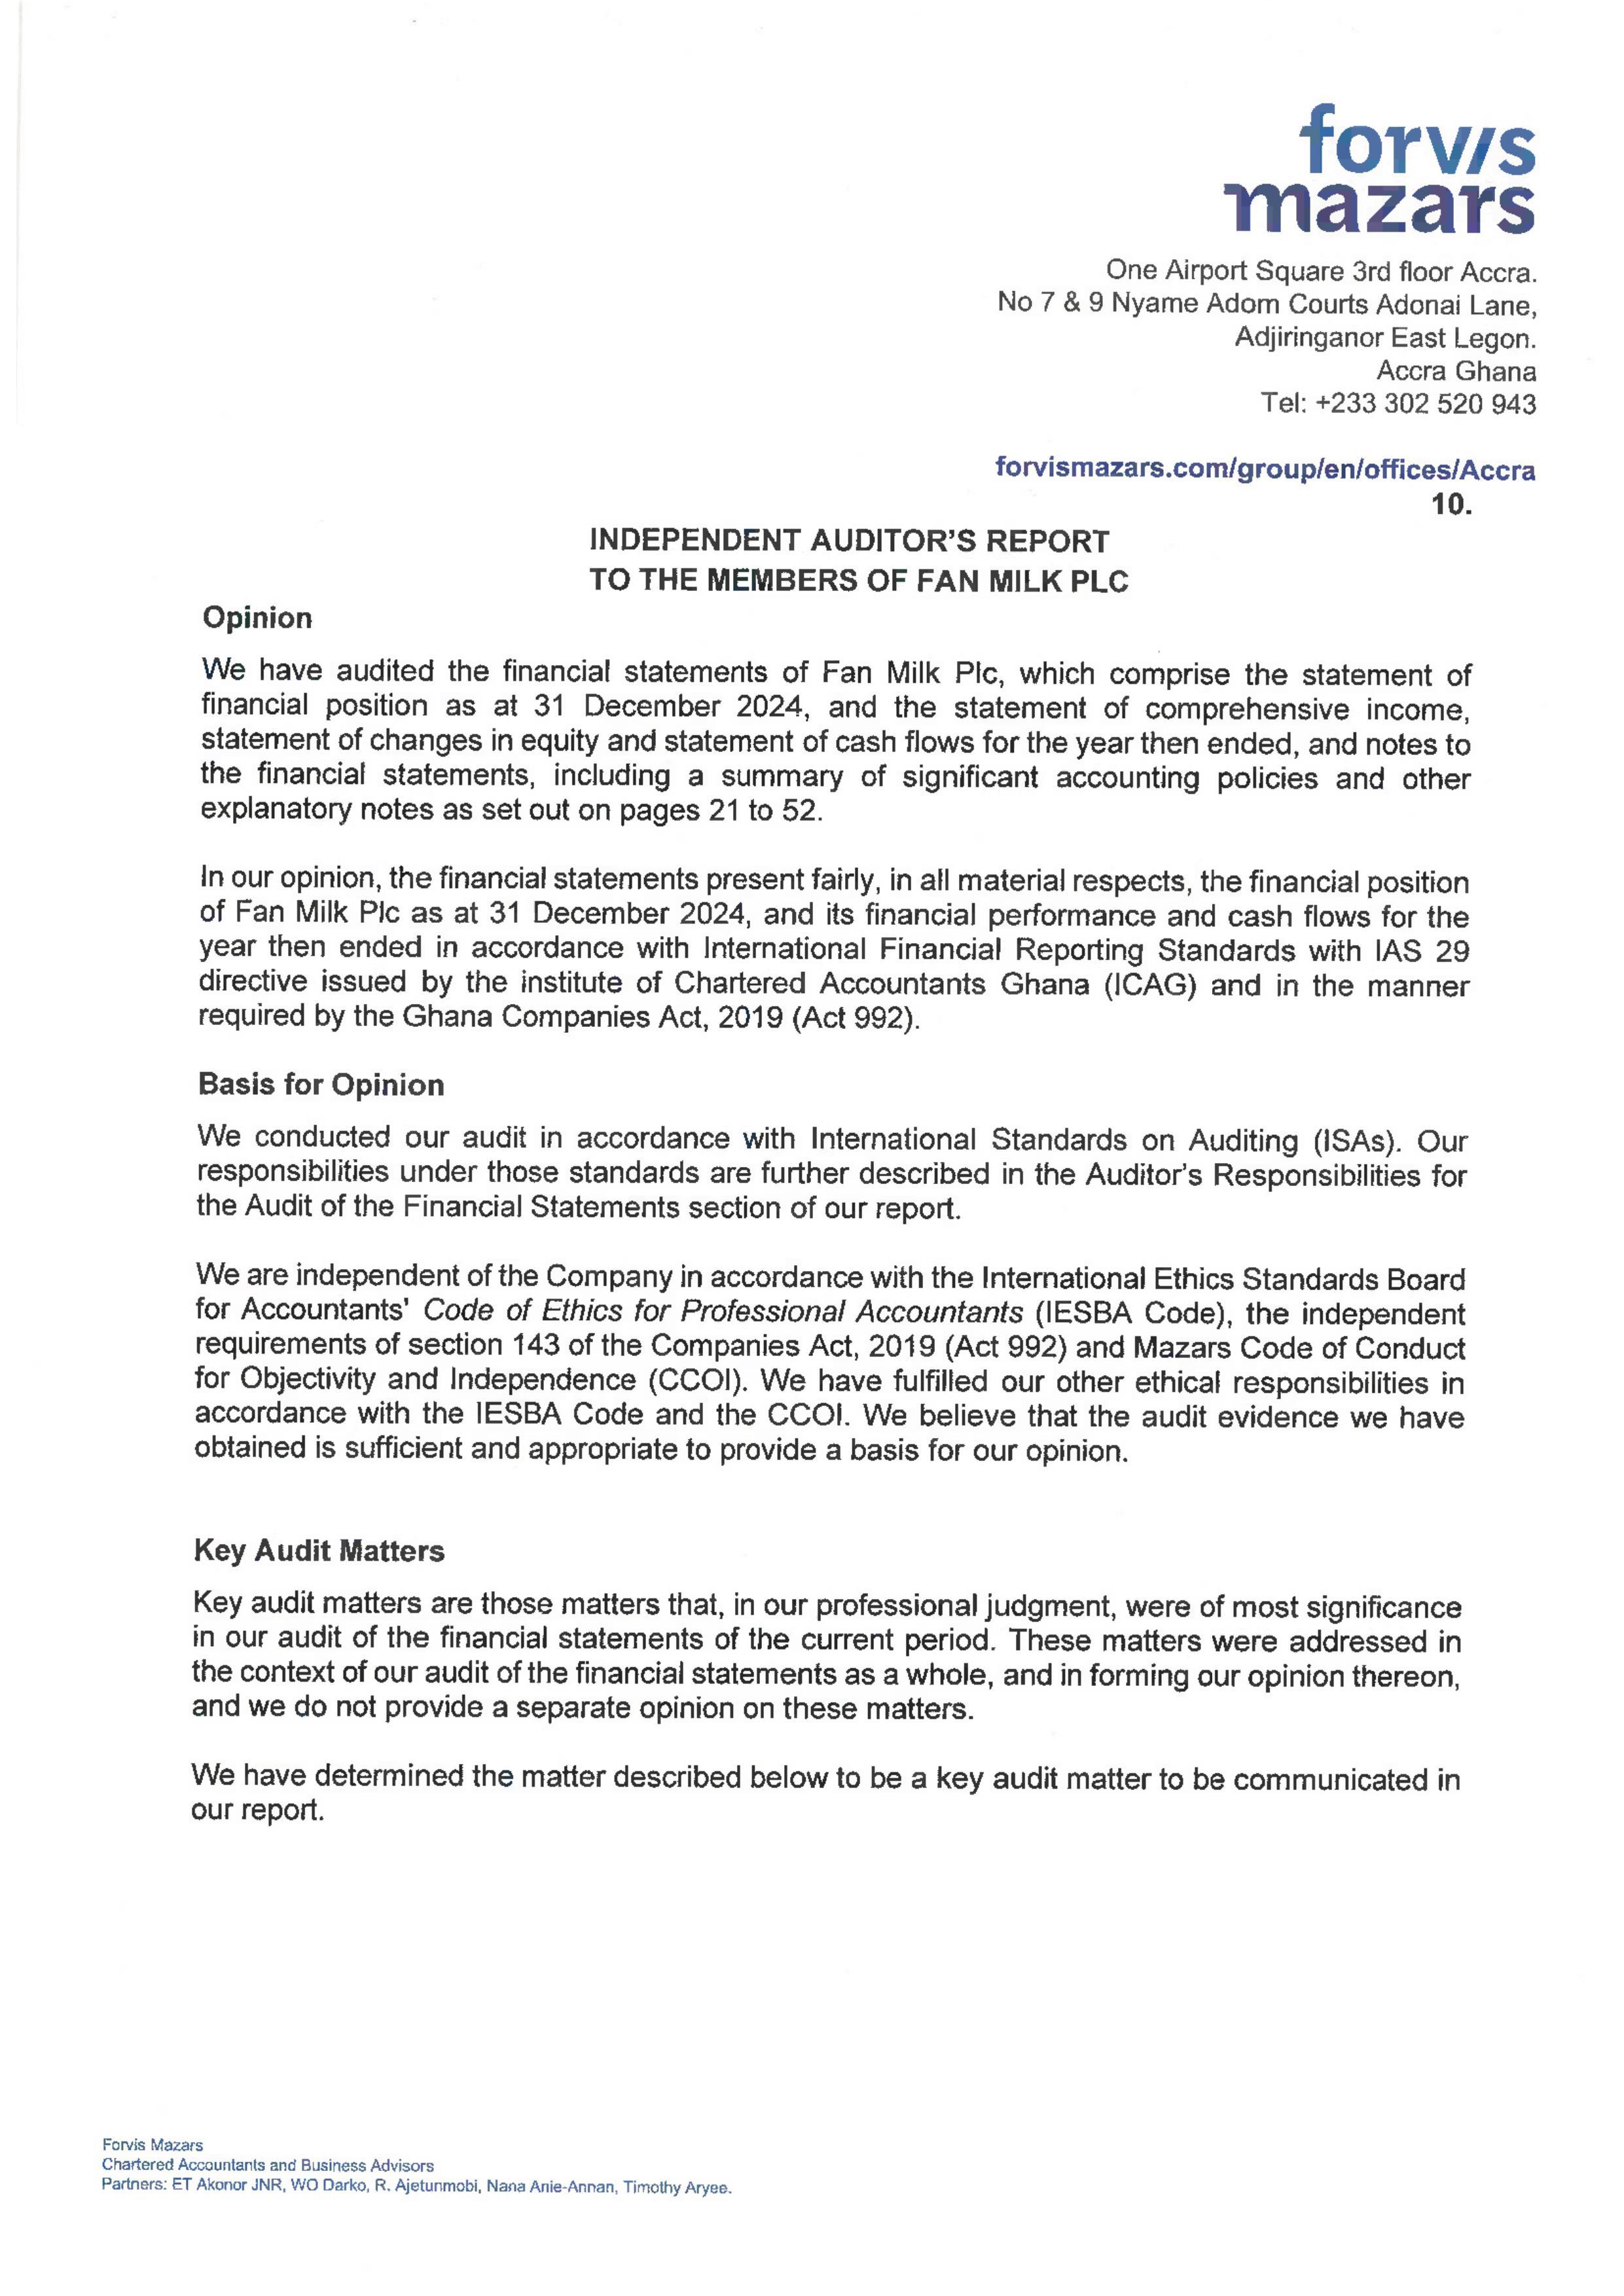 forvis
mazars
One Airport Square 3rd floor Accra.
No 7 & 9 Nyame Adom Courts Adonai Lane,
Adjiringanor East Legon.
Accra Ghana
Tel: +233 302 520 943
forvismazars.com/group/en/offices/Accra
10.
INDEPENDENT AUDITOR'S REPORT
TO THE MEMBERS OF FAN MILK PLC
Opinion
We have audited the financial statements of Fan Milk Plc, which comprise the statement of
financial position as at 31 December 2024, and the statement of comprehensive income,
statement of changes in equity and statement of cash flows for the year then ended, and notes to
the financial statements, including a summary of significant accounting policies and other
explanatory notes as set out on pages 21 to 52.
In our opinion, the financial statements present fairly, in all material respects, the financial position
of Fan Milk Plc as at 31 December 2024, and its financial performance and cash flows for the
year then ended in accordance with International Financial Reporting Standards with IAS 29
directive issued by the institute of Chartered Accountants Ghana (ICAG) and in the manner
required by the Ghana Companies Act, 2019 (Act 992).
Basis for Opinion
We conducted our audit in accordance with International Standards on Auditing (ISAs). Our
responsibilities under those standards are further described in the Auditor's Responsibilities for
the Audit of the Financial Statements section of our report.
We are independent of the Company in accordance with the International Ethics Standards Board
for Accountants' Code of Ethics for Professional Accountants (IESBA Code), the independent
requirements of section 143 of the Companies Act, 2019 (Act 992) and Mazars Code of Conduct
for Objectivity and Independence (CCOI). We have fulfilled our other ethical responsibilities in
accordance with the IESBA Code and the CCOI. We believe that the audit evidence we have
obtained is sufficient and appropriate to provide a basis for our opinion.
Key Audit Matters
Key audit matters are those matters that, in our professional judgment, were of most significance
in our audit of the financial statements of the current period. These matters were addressed in
the context of our audit of the financial statements as a whole, and in forming our opinion thereon,
and we do not provide a separate opinion on these matters.
We have determined the matter described below to be a key audit matter to be communicated in
our report.
Forvis Mazars
Chartered Accountants and Business Advisors
Partners: ET Akonor JNR, WO Darko, R. Ajetunmobi, Nana Anie-Annan, Timothy Aryee.